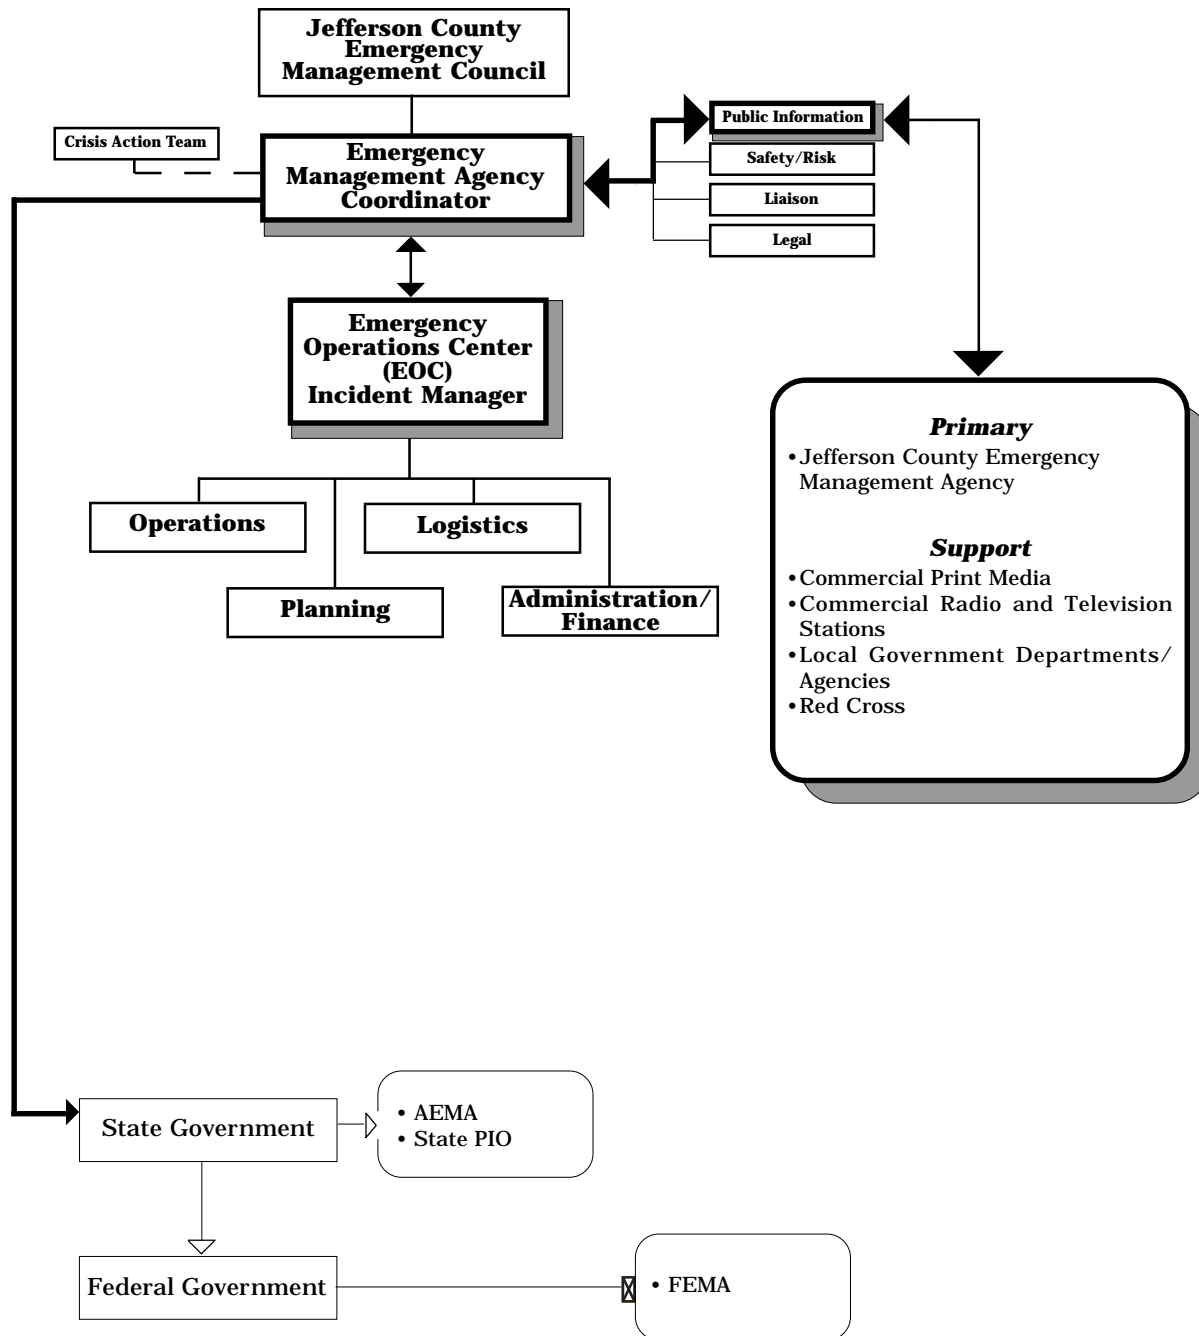 Jefferson County
Emergency
Management Council
Crisis Action Team
Emergency
Management Agency
Coordinator
Public Information
Safety/Risk
Liaison
Legal
Emergency
Operations Center
(EOC)
Incident Manager
Operations
Logistics
Planning
Administration/
Finance
Primary
•Jefferson County Emergency
Management Agency
Support
•Commercial Print Media
•Commercial Radio and Television
Stations
•Local Government Departments/
Agencies
•Red Cross
State Government
• AEMA
• State PIO
Federal Government
• FEMA